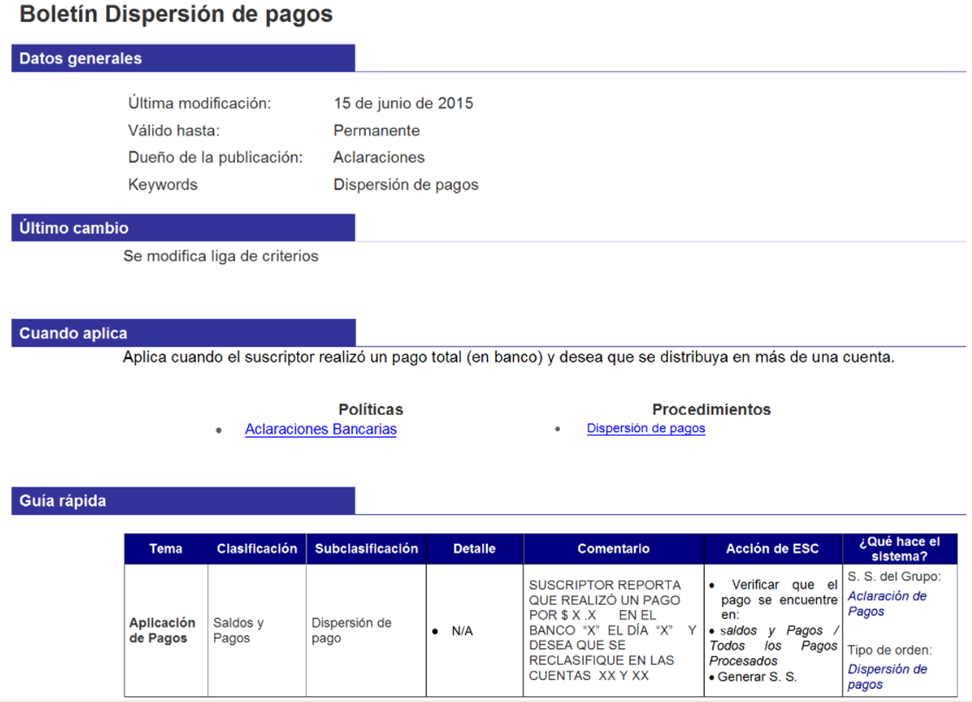 Boletín Dispersión de pagos
Datos generales
Última modificación: 15 de junio de 2015
Válido hasta: Permanente
Dueño de la publicación: Aclaraciones
Keywords Dispersión de pagos
Último cambio
Se modifica liga de criterios
Cuando aplica
Aplica cuando el suscriptor realizó un pago total (en banco) y desea que se distribuya en más de una cuenta.
Políticas
• Aclaraciones Bancarias
Procedimientos
• Dispersión de pagos
Guía rápida
Tema
Clasificación
Subclasificación
Detalle
Comentario
Acción de ESC
¿Qué hace el
sistema?
Aplicación
de Pagos
Saldos y
Pagos
Dispersión de
pago
• N/A
SUSCRIPTOR REPORTA
QUE REALIZÓ UN PAGO
POR $ X .X EN EL
BANCO “X” EL DÍA “X” Y
DESEA QUE SE
RECLASIFIQUE EN LAS
CUENTAS XX Y XX
• Verificar que el
pago se encuentre
en:
• saldos y Pagos /
Todos los Pagos
Procesados
• Generar S. S.
S. S. del Grupo:
Aclaración de
Pagos
Tipo de orden:
Dispersión de
pagos